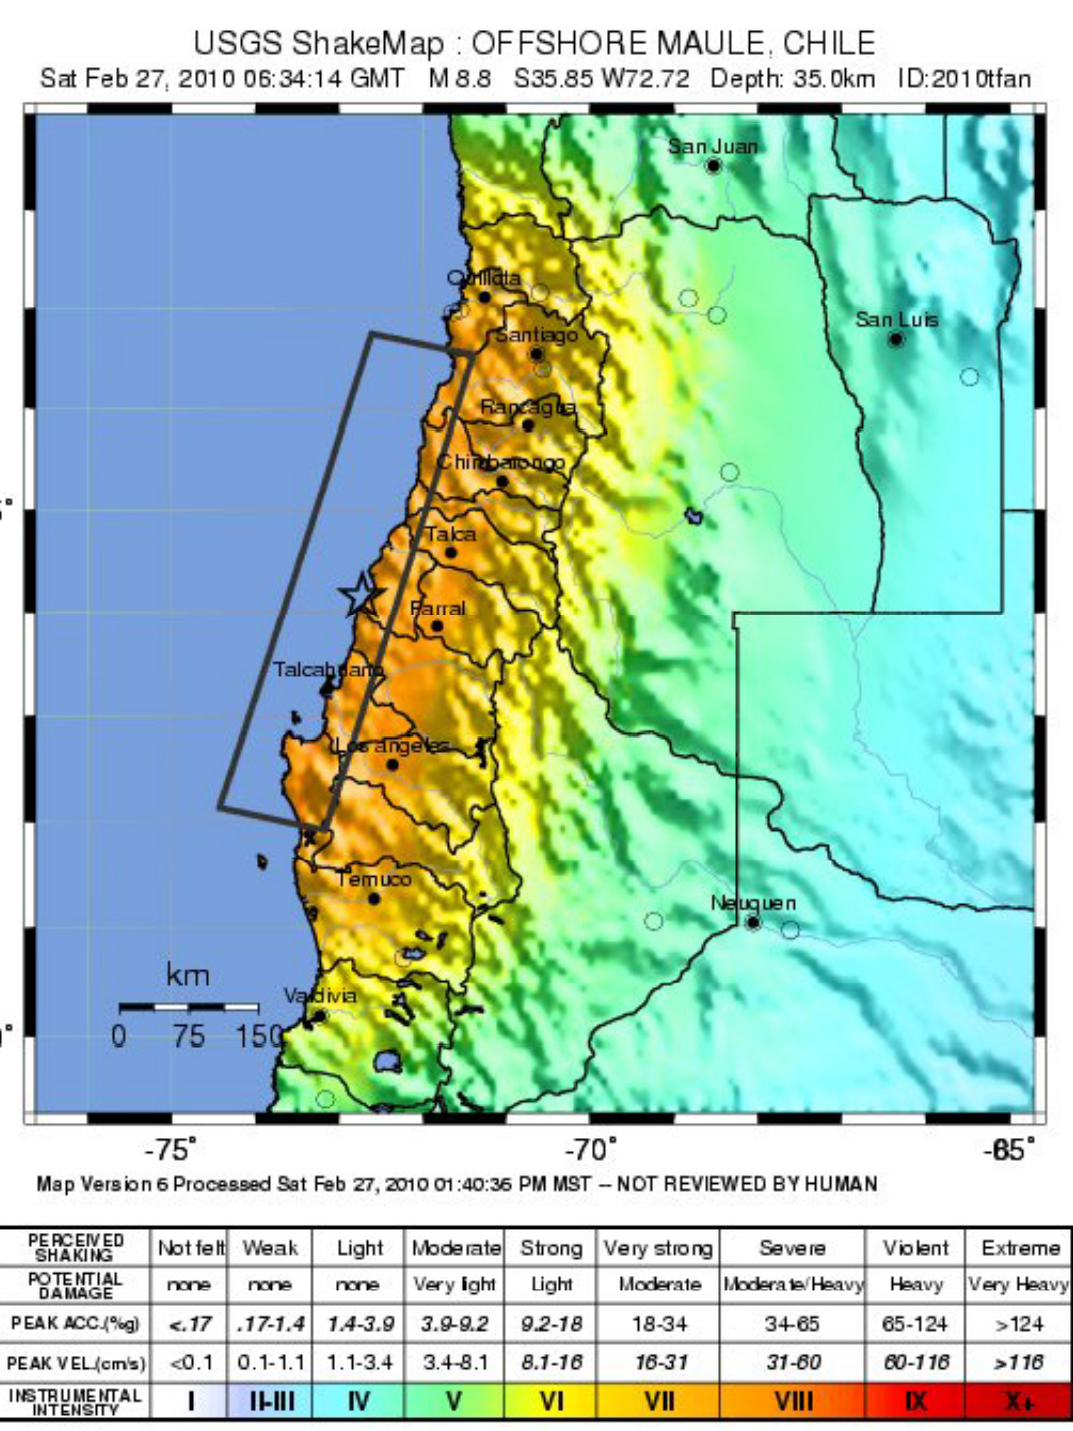 USGS ShakeMap : OFFSHORE MAULE, CHILE
Sat Feb 27, 2010 06:34:14 GMT M 8.8 S35.85 W72.72 Depth: 35.0km ID:2010tfan
San Juan
Quillota
San Luis
Santiago
Rancagua
Chimbarongo
Talca
Parral
Talcahuano
Los angeles
Temuco
Neuquen
km
Valdivia
0 75 150
-75° -70° -65°
Map Version 6 Processed Sat Feb 27, 2010 01:40:36 PM MST -- NOT REVIEWED BY HUMAN
PERCEIVED SHAKING Not felt Weak Light Moderate Strong Very strong Severe Violent Extreme
POTENTIAL DAMAGE none none none Very light Light Moderate Moderate/Heavy Heavy Very Heavy
PEAK ACC.(%g) <.17 .17-1.4 1.4-3.9 3.9-9.2 9.2-18 18-34 34-65 65-124 >124
PEAK VEL.(cm/s) <0.1 0.1-1.1 1.1-3.4 3.4-8.1 8.1-16 16-31 31-60 60-116 >116
INSTRUMENTAL INTENSITY I II-III IV V VI VII VIII IX X+